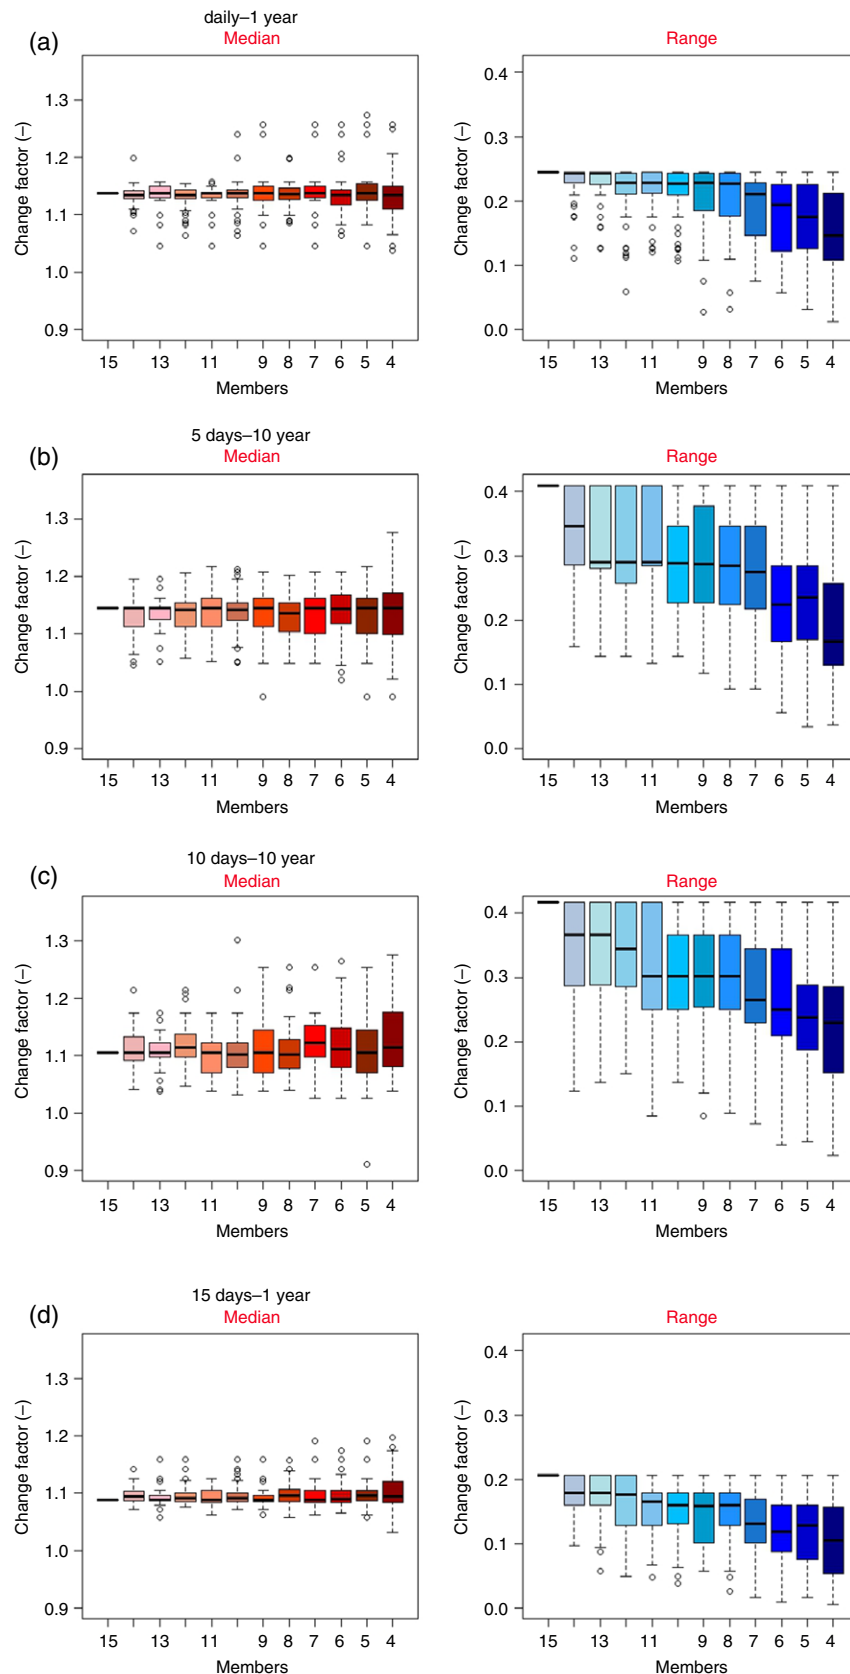 daily–1 year
(a)
Median
Range
Change factor (–)
1.3
1.2
1.1
1.0
0.9
15 13 11 9 8 7 6 5 4
Members
Change factor (–)
0.4
0.3
0.2
0.1
0.0
15 13 11 9 8 7 6 5 4
Members
5 days–10 year
(b)
Median
Range
Change factor (–)
1.3
1.2
1.1
1.0
0.9
15 13 11 9 8 7 6 5 4
Members
Change factor (–)
0.4
0.3
0.2
0.1
0.0
15 13 11 9 8 7 6 5 4
Members
10 days–10 year
(c)
Median
Range
Change factor (–)
1.3
1.2
1.1
1.0
0.9
15 13 11 9 8 7 6 5 4
Members
Change factor (–)
0.4
0.3
0.2
0.1
0.0
15 13 11 9 8 7 6 5 4
Members
15 days–1 year
(d)
Median
Range
Change factor (–)
1.3
1.2
1.1
1.0
0.9
15 13 11 9 8 7 6 5 4
Members
Change factor (–)
0.4
0.3
0.2
0.1
0.0
15 13 11 9 8 7 6 5 4
Members